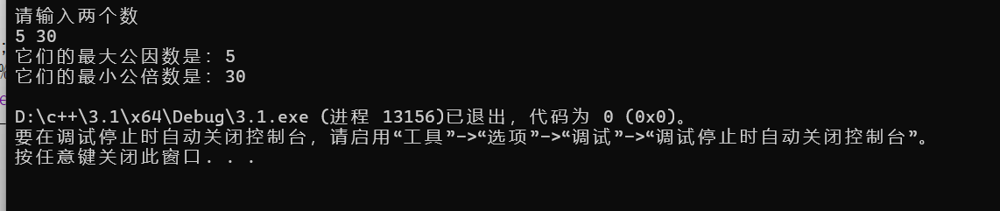 请输入两个数
5 30
它们的最大公因数是：5
它们的最小公倍数是：30
D:\c++\3.1\x64\Debug\3.1.exe (进程 13156)已退出，代码为 0 (0x0)。
要在调试停止时自动关闭控制台，请启用“工具”->“选项”->“调试”->“调试停止时自动关闭控制台”。
按任意键关闭此窗口. . .